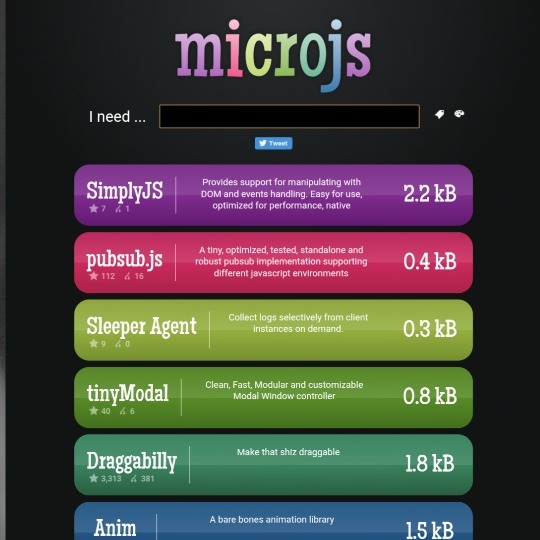 microjs
I need ...
Tweet
SimplyJS
7 1
Provides support for manipulating with
DOM and events handling. Easy for use,
optimized for performance, native
2.2 kB
pubsub.js
112 16
A tiny, optimized, tested, standalone and
robust pubsub implementation supporting
different javascript environments
0.4 kB
Sleeper Agent
9 0
Collect logs selectively from client
instances on demand.
0.3 kB
tinyModal
40 6
Clean, Fast, Modular and customizable
Modal Window controller
0.8 kB
Draggabilly
3,313 381
Make that shiz draggable
1.8 kB
Anim
A bare bones animation library
1.5 kB